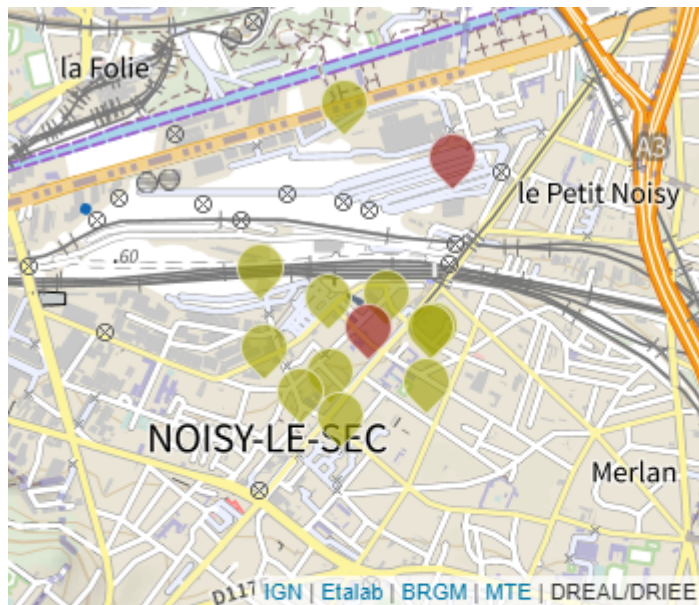 la Folie
A3
le Petit Noisy
.60
NOISY-LE-SEC
Merlan
D117
IGN | Etalab | BRGM | MTE | DREAL/DRIEE